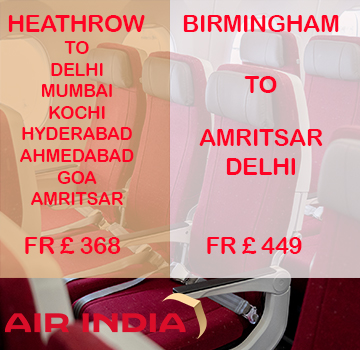 HEATHROW
TO
DELHI
MUMBAI
KOCHI
HYDERABAD
AHMEDABAD
GOA
AMRITSAR
FR £ 368
BIRMINGHAM
TO
AMRITSAR
DELHI
FR £ 449
AIR INDIA